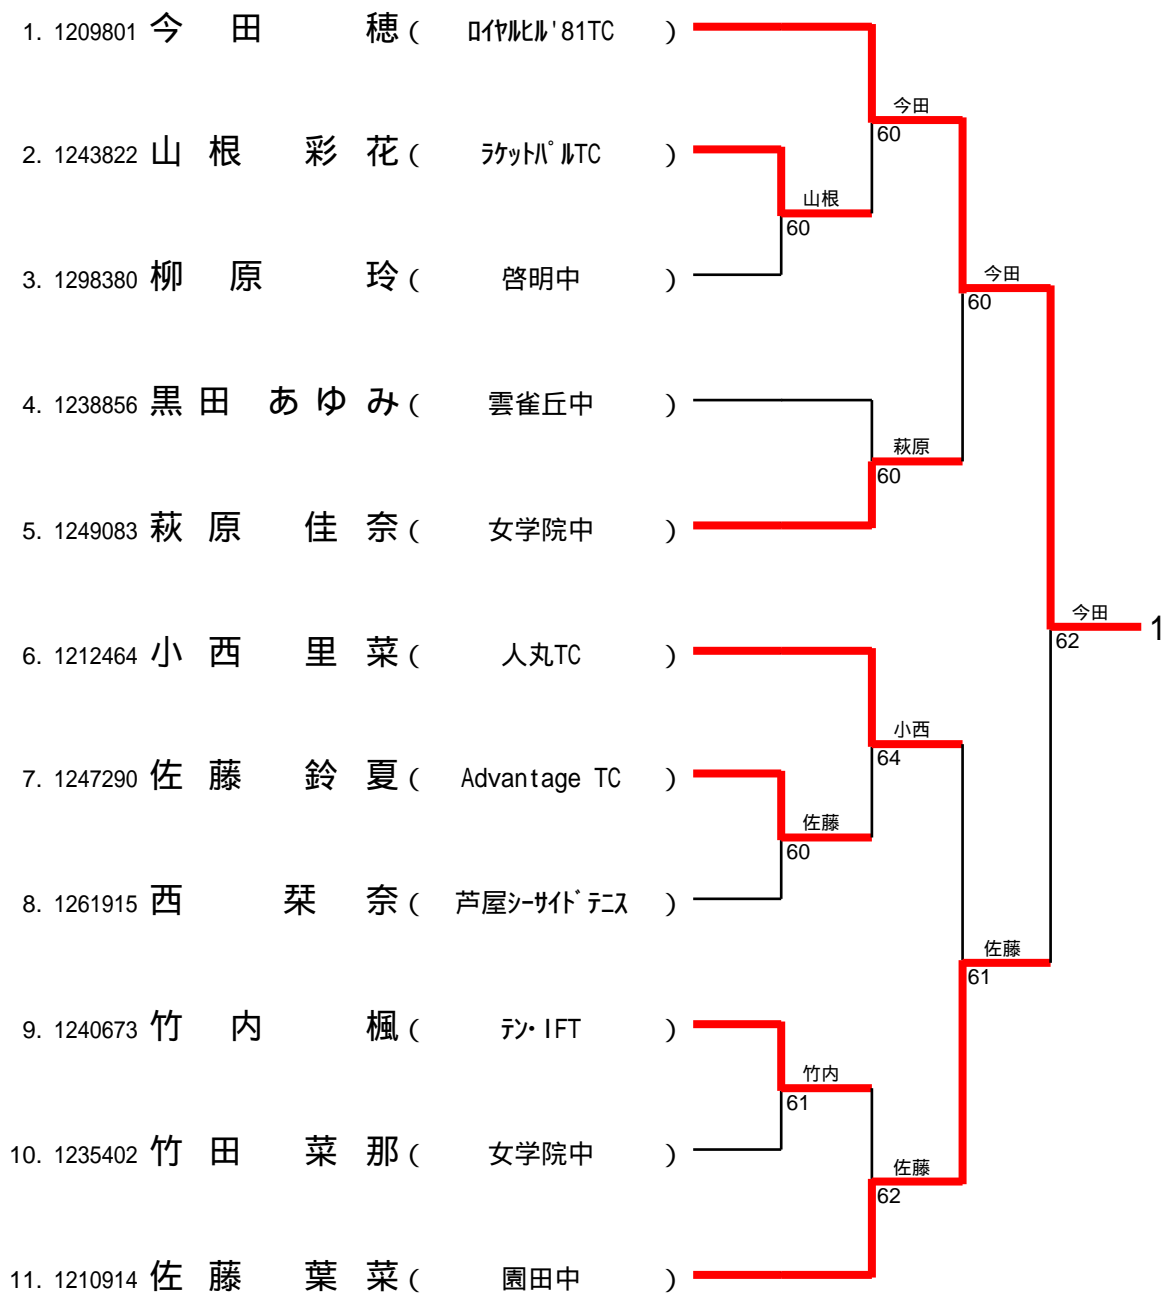 1. 1209801 今田 穂 ( ロイヤルヒル'81TC )
今田
60
2. 1243822 山根 彩花 ( ラケットパルTC )
山根
60
3. 1298380 柳原 玲 ( 啓明中 )
今田
60
4. 1238856 黒田 あゆみ ( 雲雀丘中 )
萩原
60
5. 1249083 萩原 佳奈 ( 女学院中 )
今田
62
1
6. 1212464 小西 里菜 ( 人丸TC )
小西
64
7. 1247290 佐藤 鈴夏 ( Advantage TC )
佐藤
60
8. 1261915 西 栞奈 ( 芦屋シーサイドテニス )
佐藤
61
9. 1240673 竹内 楓 ( テン・IFT )
竹内
61
10. 1235402 竹田 菜那 ( 女学院中 )
佐藤
62
11. 1210914 佐藤 葉菜 ( 園田中 )